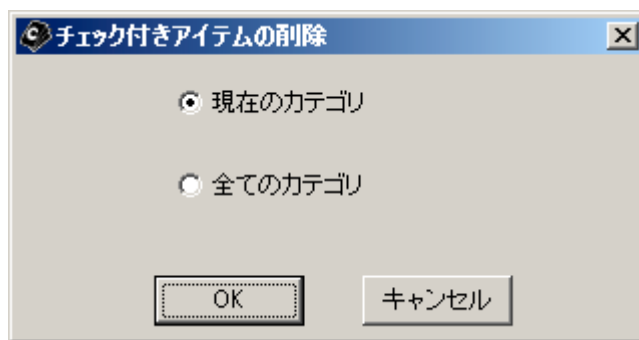 チェック付きアイテムの削除
現在のカテゴリ
全てのカテゴリ
OK キャンセル